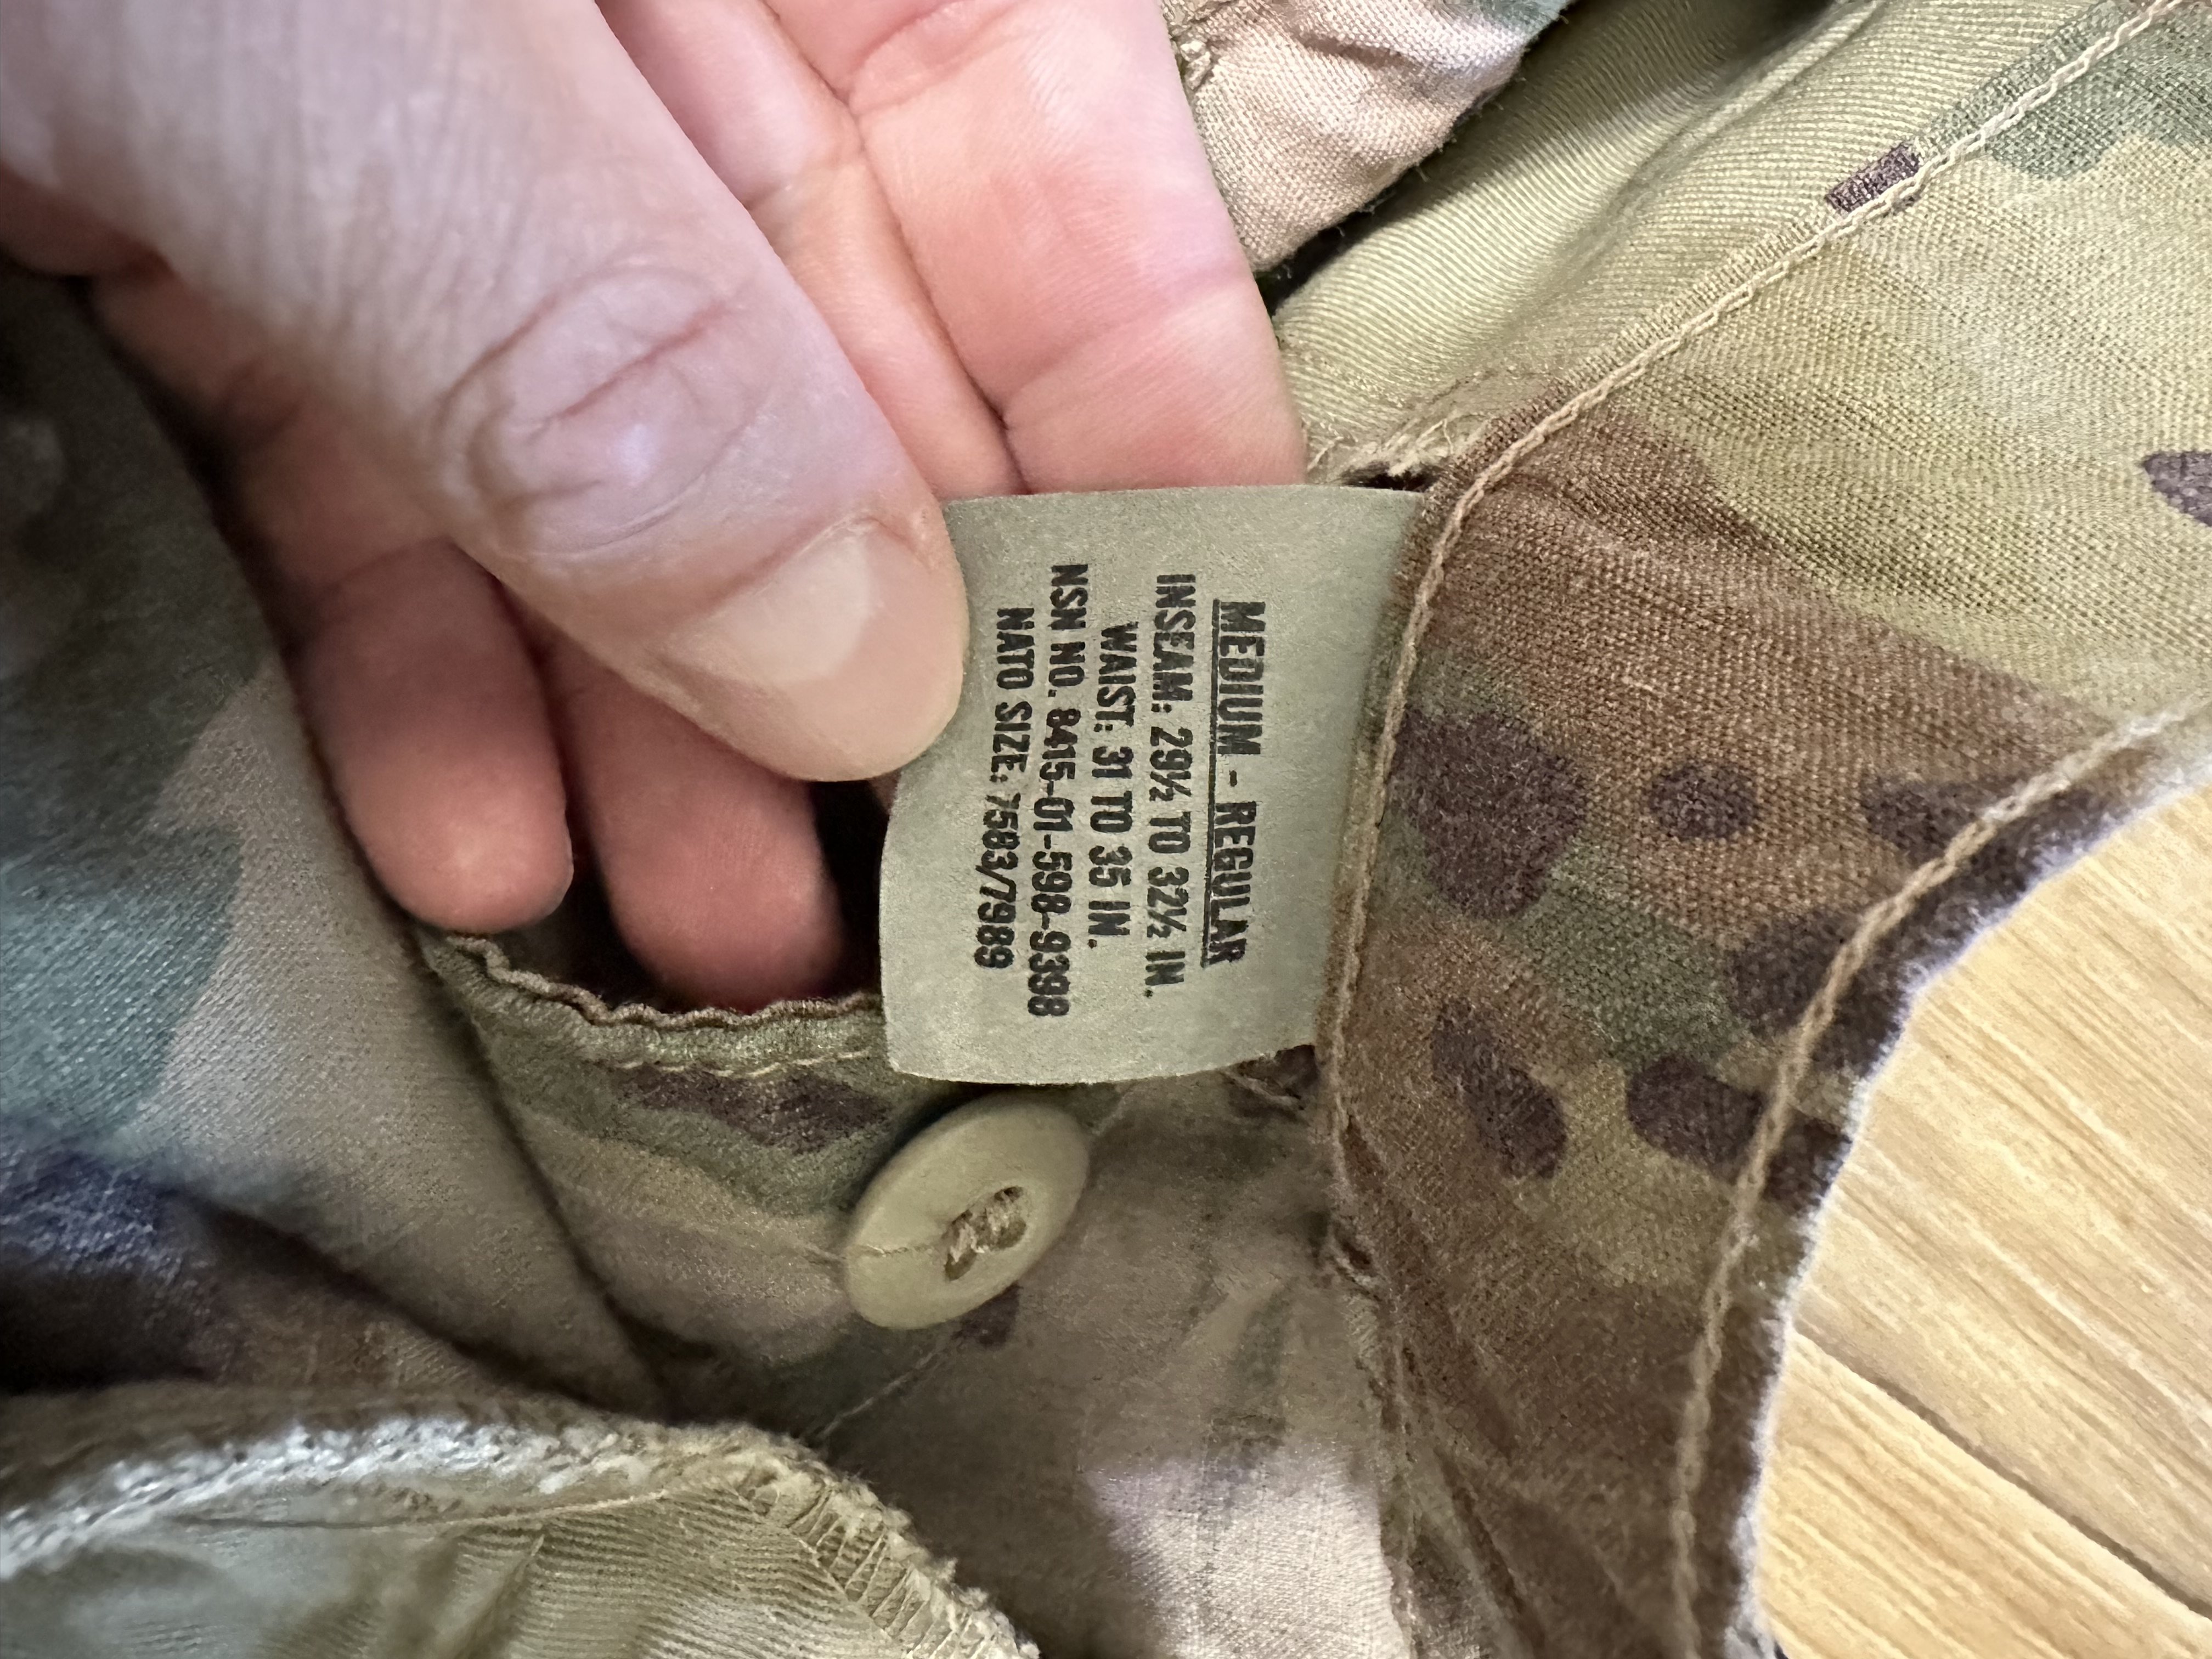 MEDIUM - REGULAR
INSEAM: 29½ TO 32½ IN.
WAIST: 31 TO 35 IN.
NSN NO. 8415-01-598-9398
NATO SIZE: 7583/7989